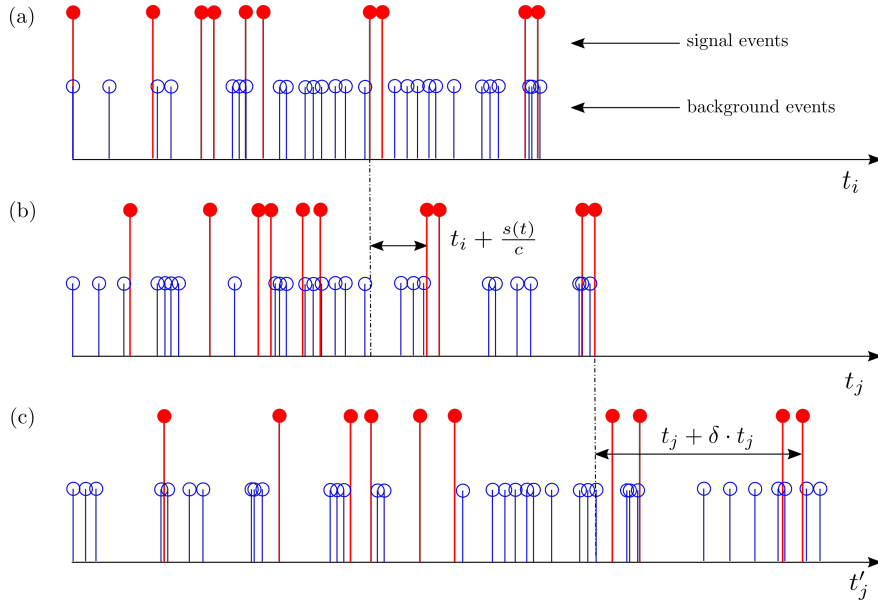 (a)
signal events
background events
t_i
(b)
t_i + s(t)/c
t_j
(c)
t_j + δ · t_j
t'_j